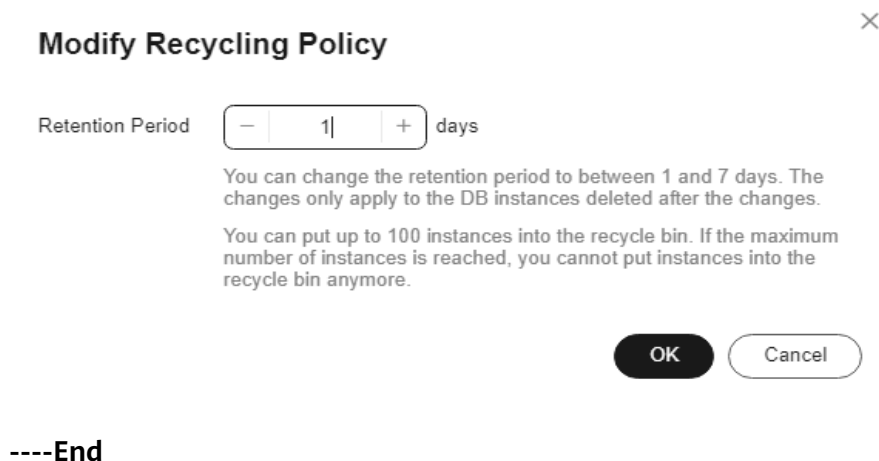 Modify Recycling Policy
Retention Period 1 days
You can change the retention period to between 1 and 7 days. The
changes only apply to the DB instances deleted after the changes.
You can put up to 100 instances into the recycle bin. If the maximum
number of instances is reached, you cannot put instances into the
recycle bin anymore.
OK Cancel
----End